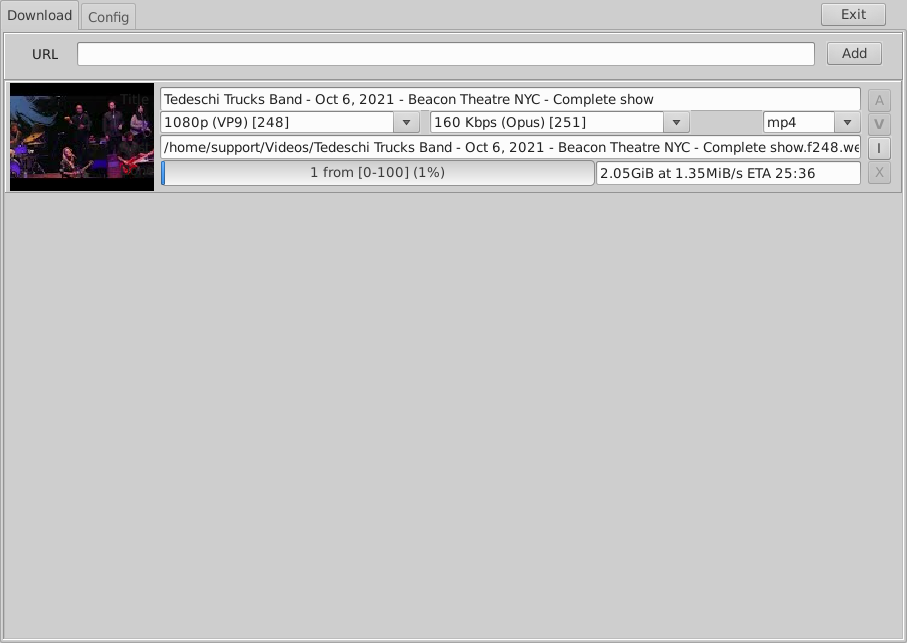 Download Config Exit
URL Add
Title
Tedeschi Trucks Band - Oct 6, 2021 - Beacon Theatre NYC - Complete show A
1080p (VP9) [248] 160 Kbps (Opus) [251] mp4 V
/home/support/Videos/Tedeschi Trucks Band - Oct 6, 2021 - Beacon Theatre NYC - Complete show.f248.we I
1 from [0-100] (1%) 2.05GiB at 1.35MiB/s ETA 25:36 X